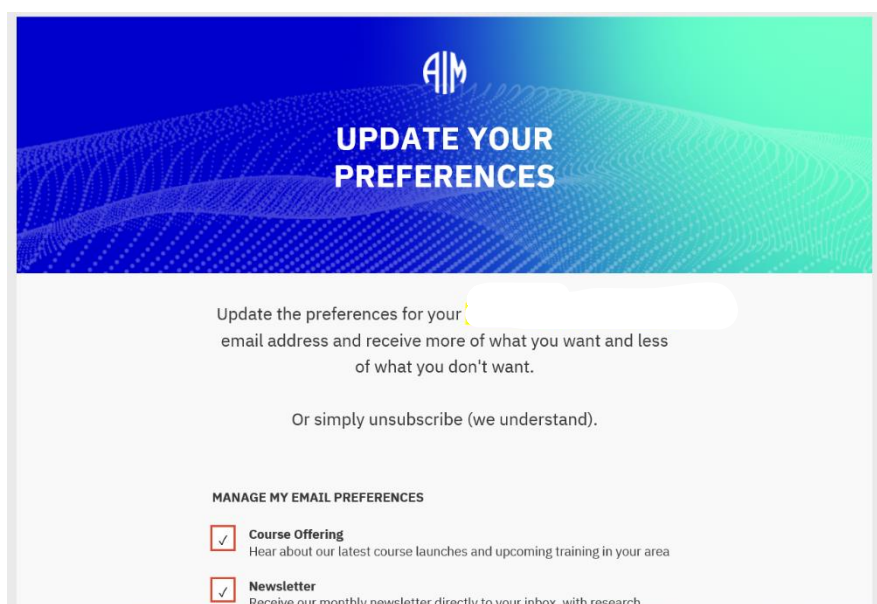 AIM
UPDATE YOUR
PREFERENCES
Update the preferences for your
email address and receive more of what you want and less
of what you don't want.
Or simply unsubscribe (we understand).
MANAGE MY EMAIL PREFERENCES
Course Offering
Hear about our latest course launches and upcoming training in your area
Newsletter
Receive our monthly newsletter directly to your inbox, with research